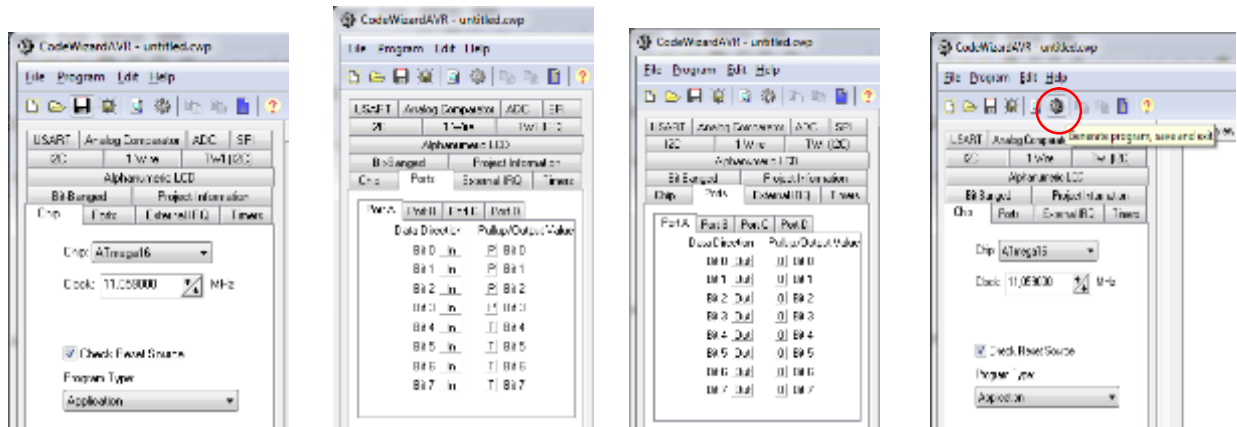 CodeWizardAVR - untitled.cwp
File Program Edit Help
USART Analog Comparator ADC SPI
I2C 1 Wire TWI (I2C)
Alphanumeric LCD
Bit-Banged Project Information
Chip Ports External IRQ Timers
Chip: ATmega16
Clock: 11,059000 MHz
Check Reset Source
Program Type:
Application
CodeWizardAVR - untitled.cwp
File Program Edit Help
USART Analog Comparator ADC SPI
I2C 1 Wire TWI (I2C)
Alphanumeric LCD
Bit-Banged Project Information
Chip Ports External IRQ Timers
Port A Port B Port C Port D
Data Direction Pullup/Output Value
Bit 0 In P Bit 0
Bit 1 In P Bit 1
Bit 2 In P Bit 2
Bit 3 In P Bit 3
Bit 4 In T Bit 4
Bit 5 In T Bit 5
Bit 6 In T Bit 6
Bit 7 In T Bit 7
CodeWizardAVR - untitled.cwp
File Program Edit Help
USART Analog Comparator ADC SPI
I2C 1 Wire TWI (I2C)
Alphanumeric LCD
Bit-Banged Project Information
Chip Ports External IRQ Timers
Port A Port B Port C Port D
Data Direction Pullup/Output Value
Bit 0 Out 0 Bit 0
Bit 1 Out 0 Bit 1
Bit 2 Out 0 Bit 2
Bit 3 Out 0 Bit 3
Bit 4 Out 0 Bit 4
Bit 5 Out 0 Bit 5
Bit 6 Out 0 Bit 6
Bit 7 Out 0 Bit 7
CodeWizardAVR - untitled.cwp
File Program Edit Help
Generate program, save and exit
USART Analog
I2C 1 Wire TWI (I2C)
Alphanumeric LCD
Bit-Banged Project Information
Chip Ports External IRQ Timers
Chip: ATmega16
Clock: 11,059000 MHz
Check Reset Source
Program Type:
Application